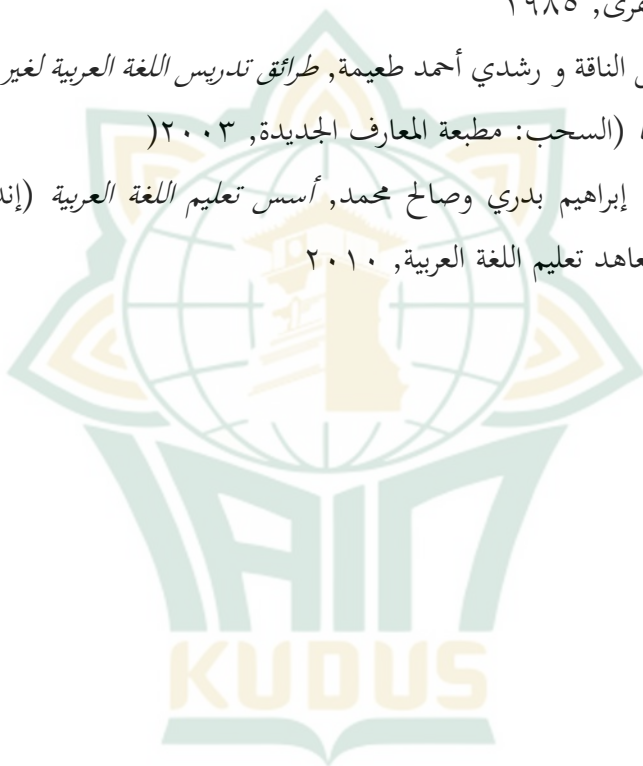 ١٩٨٥
الناقة و رشدي أحمد طعيمة, طرائق تدريس اللغة العربية لغير
(السحب: مطبعة المعارف الجديدة, ٢٠٠٣(
إبراهيم بدري وصالح محمد, أسس تعليم اللغة العربية (إند
عاهد تعليم اللغة العربية, ٢٠١٠
IAIN
KUDUS